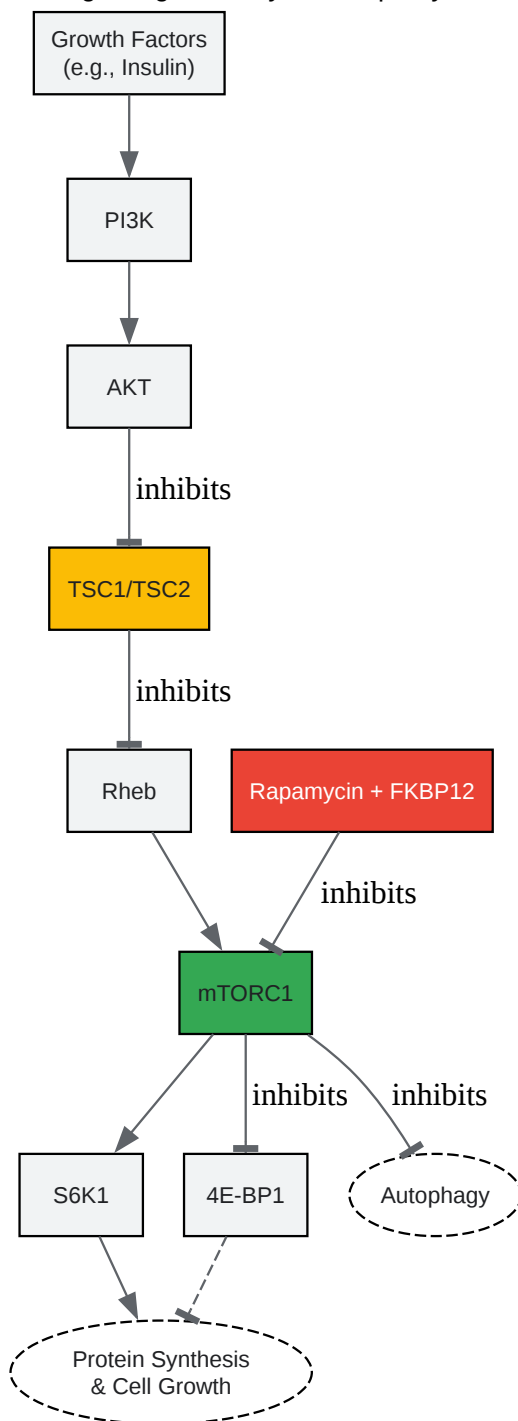 Growth Factors
(e.g., Insulin)
PI3K
AKT
inhibits
TSC1/TSC2
inhibits
Rheb
Rapamycin + FKBP12
inhibits
mTORC1
inhibits
inhibits
S6K1
4E-BP1
Autophagy
Protein Synthesis
& Cell Growth